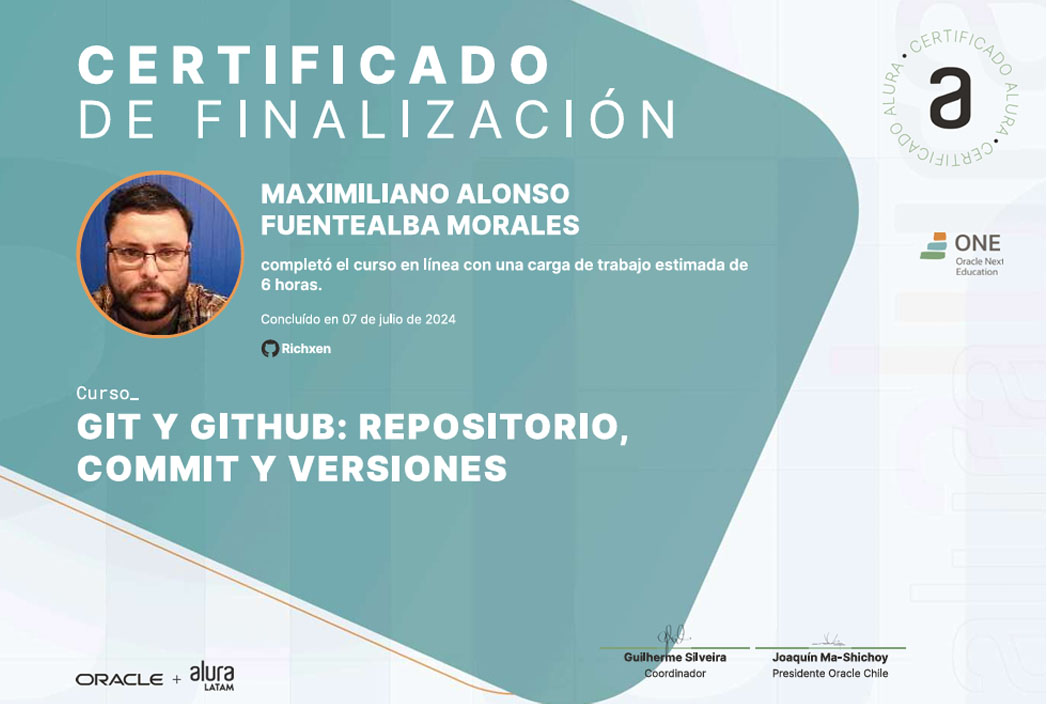 CERTIFICADO
DE FINALIZACIÓN
CERTIFICADO ALURA • CERTIFICADO ALURA •
a
MAXIMILIANO ALONSO
FUENTEALBA MORALES
completó el curso en línea con una carga de trabajo estimada de
6 horas.
Concluído en 07 de julio de 2024
Richxen
ONE
Oracle Next
Education
Curso_
GIT Y GITHUB: REPOSITORIO,
COMMIT Y VERSIONES
Guilherme Silveira
Coordinador
Joaquín Ma-Shichoy
Presidente Oracle Chile
ORACLE + alura
LATAM